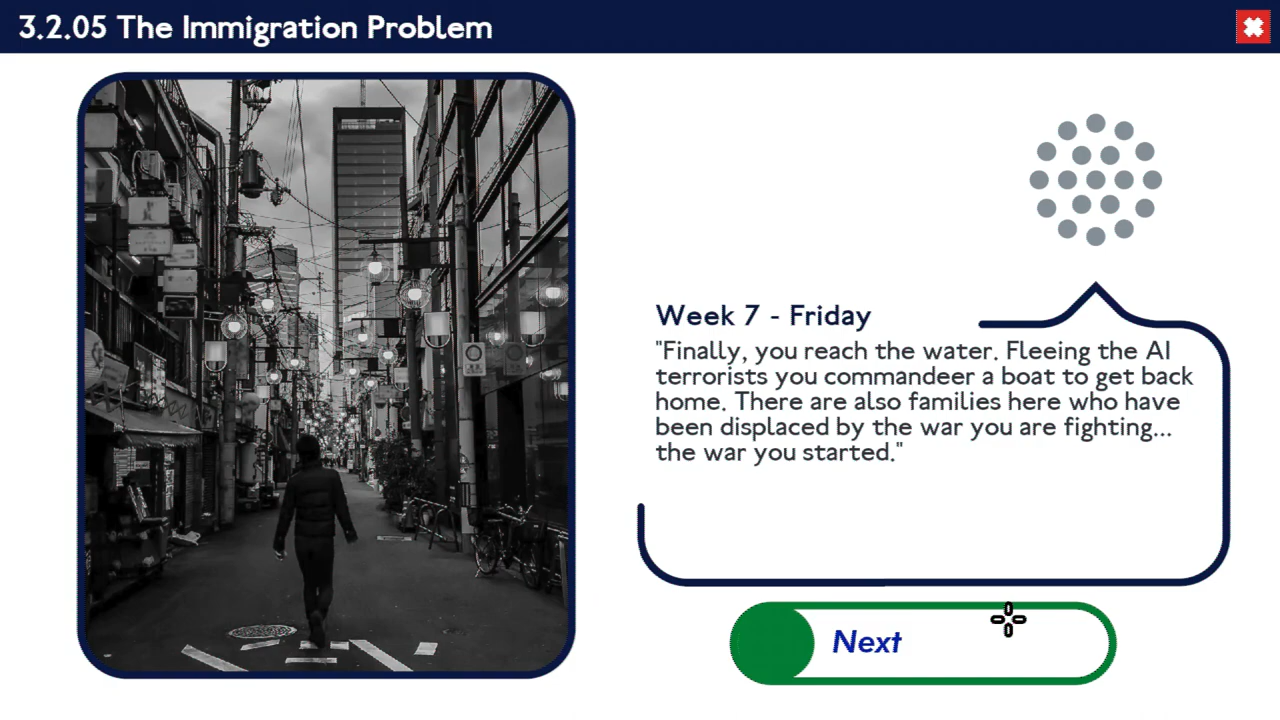 3.2.05 The Immigration Problem
Week 7 - Friday
"Finally, you reach the water. Fleeing the AI
terrorists you commandeer a boat to get back
home. There are also families here who have
been displaced by the war you are fighting...
the war you started."
Next